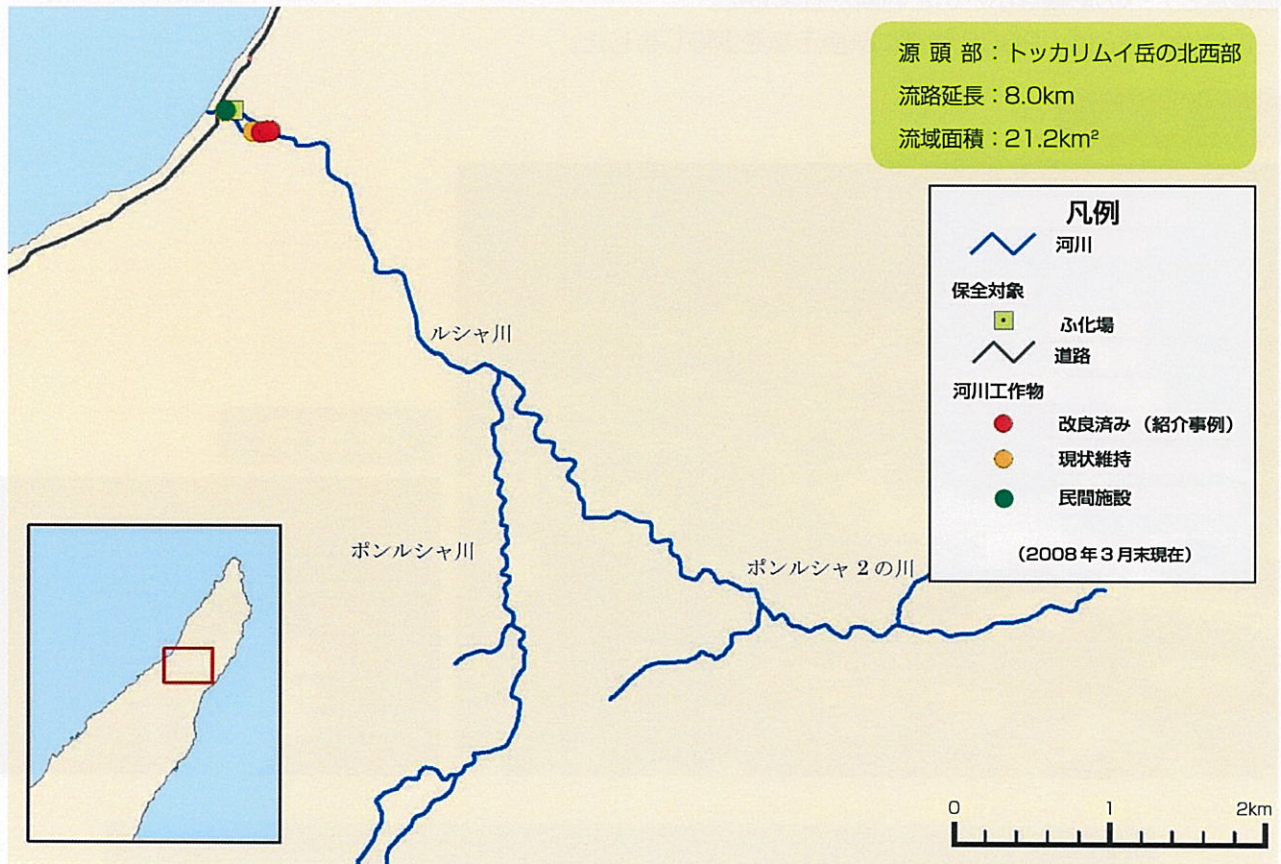 源頭部：トッカリムイ岳の北西部
流路延長：8.0km
流域面積：21.2km²
凡例
河川
保全対象
ふ化場
道路
河川工作物
改良済み（紹介事例）
現状維持
民間施設
（2008年3月末現在）
ルシャ川
ポンルシャ川
ポンルシャ2の川
0 1 2km